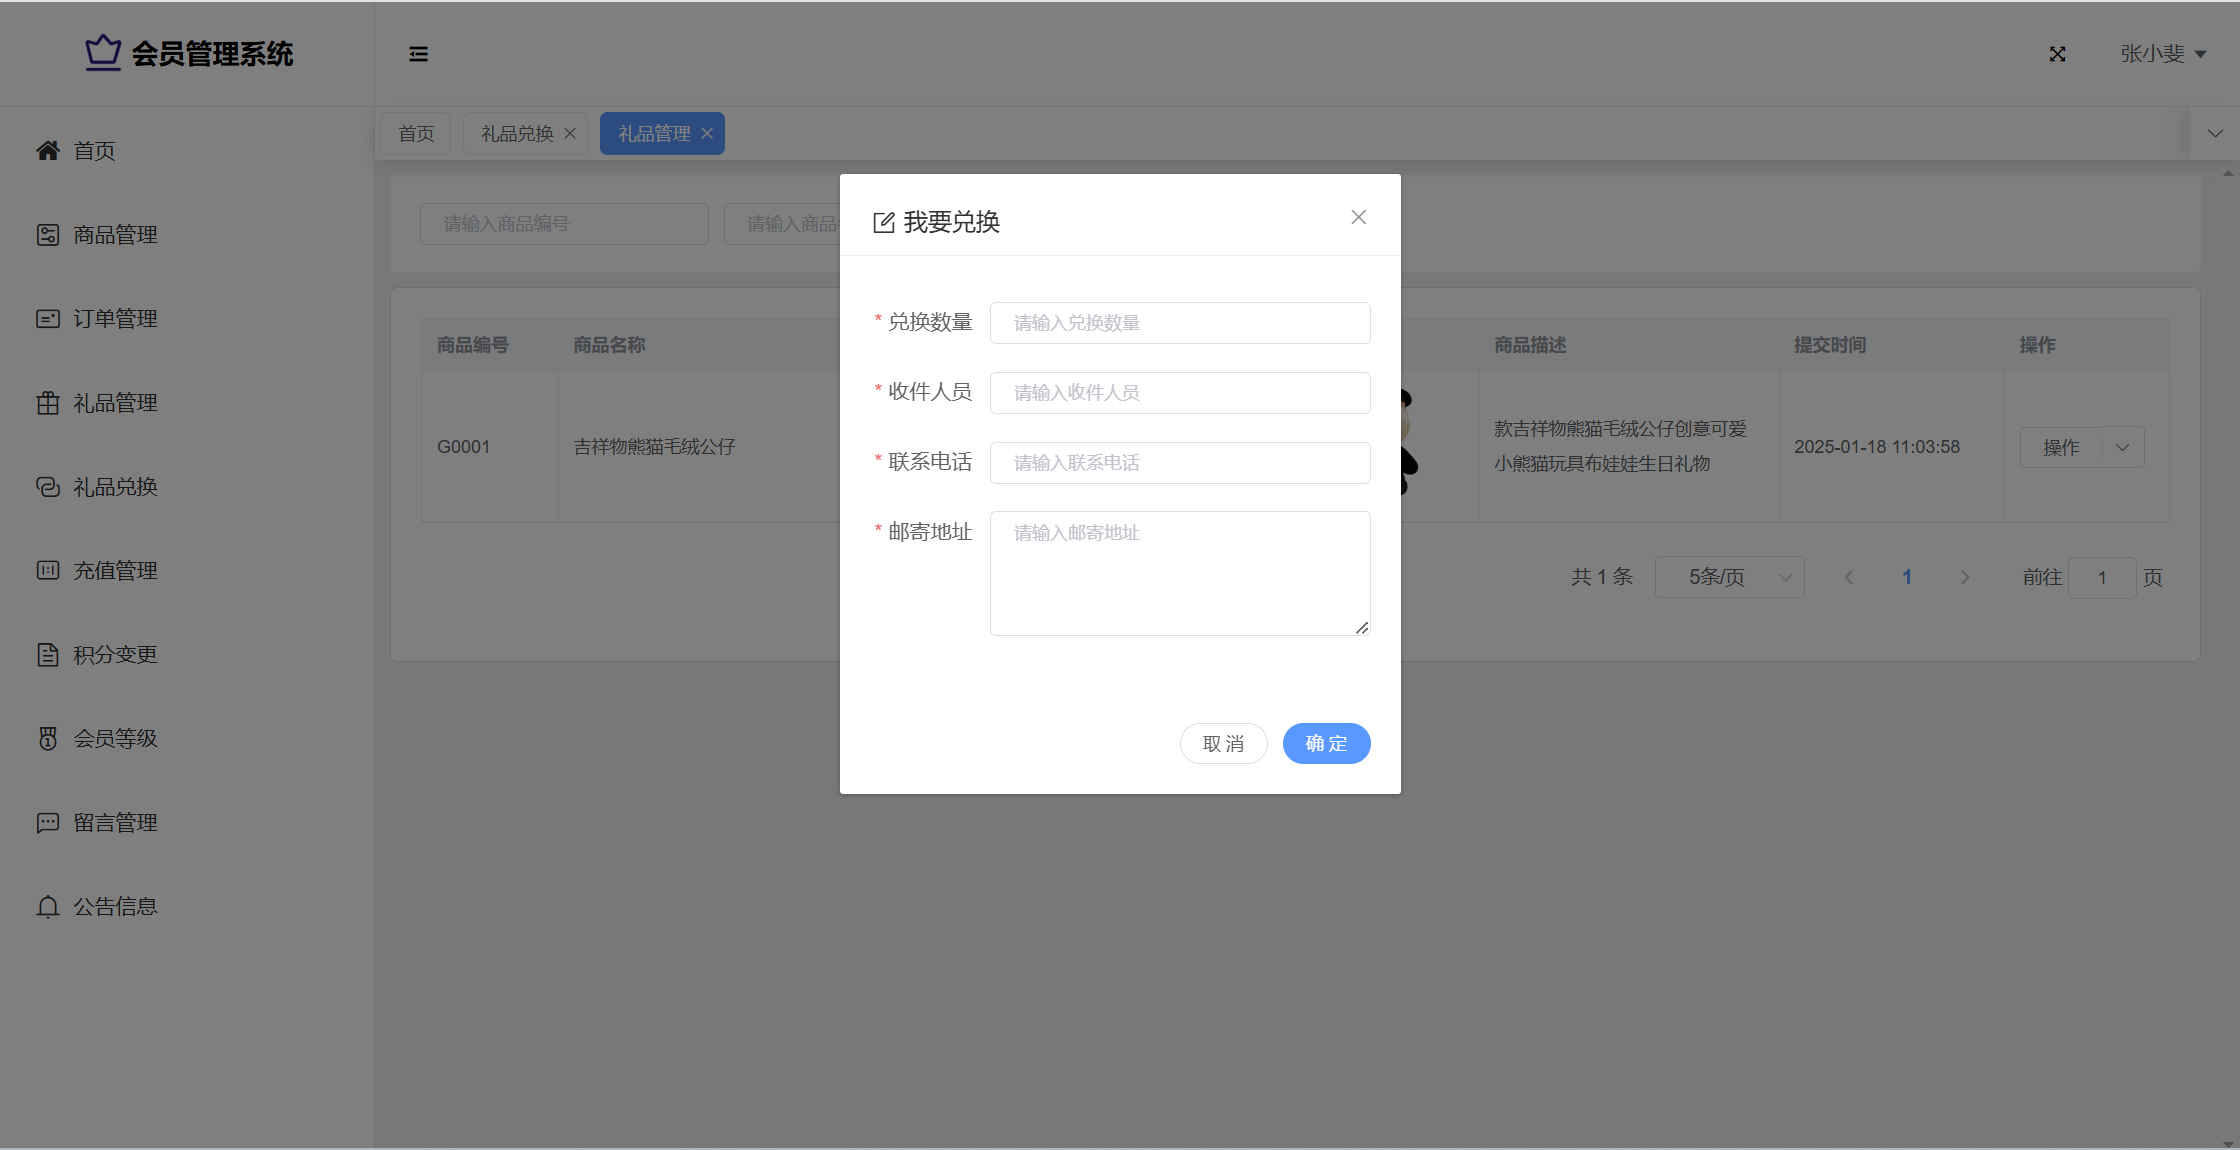 会员管理系统
张小斐
首页
礼品兑换
礼品管理
首页
商品管理
订单管理
礼品管理
礼品兑换
充值管理
积分变更
会员等级
留言管理
公告信息
请输入商品编号
请输入商品
商品编号
商品名称
商品描述
提交时间
操作
G0001
吉祥物熊猫毛绒公仔
款吉祥物熊猫毛绒公仔创意可爱
小熊猫玩具布娃娃生日礼物
2025-01-18 11:03:58
操作
共 1 条
5条/页
1
前往
1
页
我要兑换
* 兑换数量
请输入兑换数量
* 收件人员
请输入收件人员
* 联系电话
请输入联系电话
* 邮寄地址
请输入邮寄地址
取 消
确 定